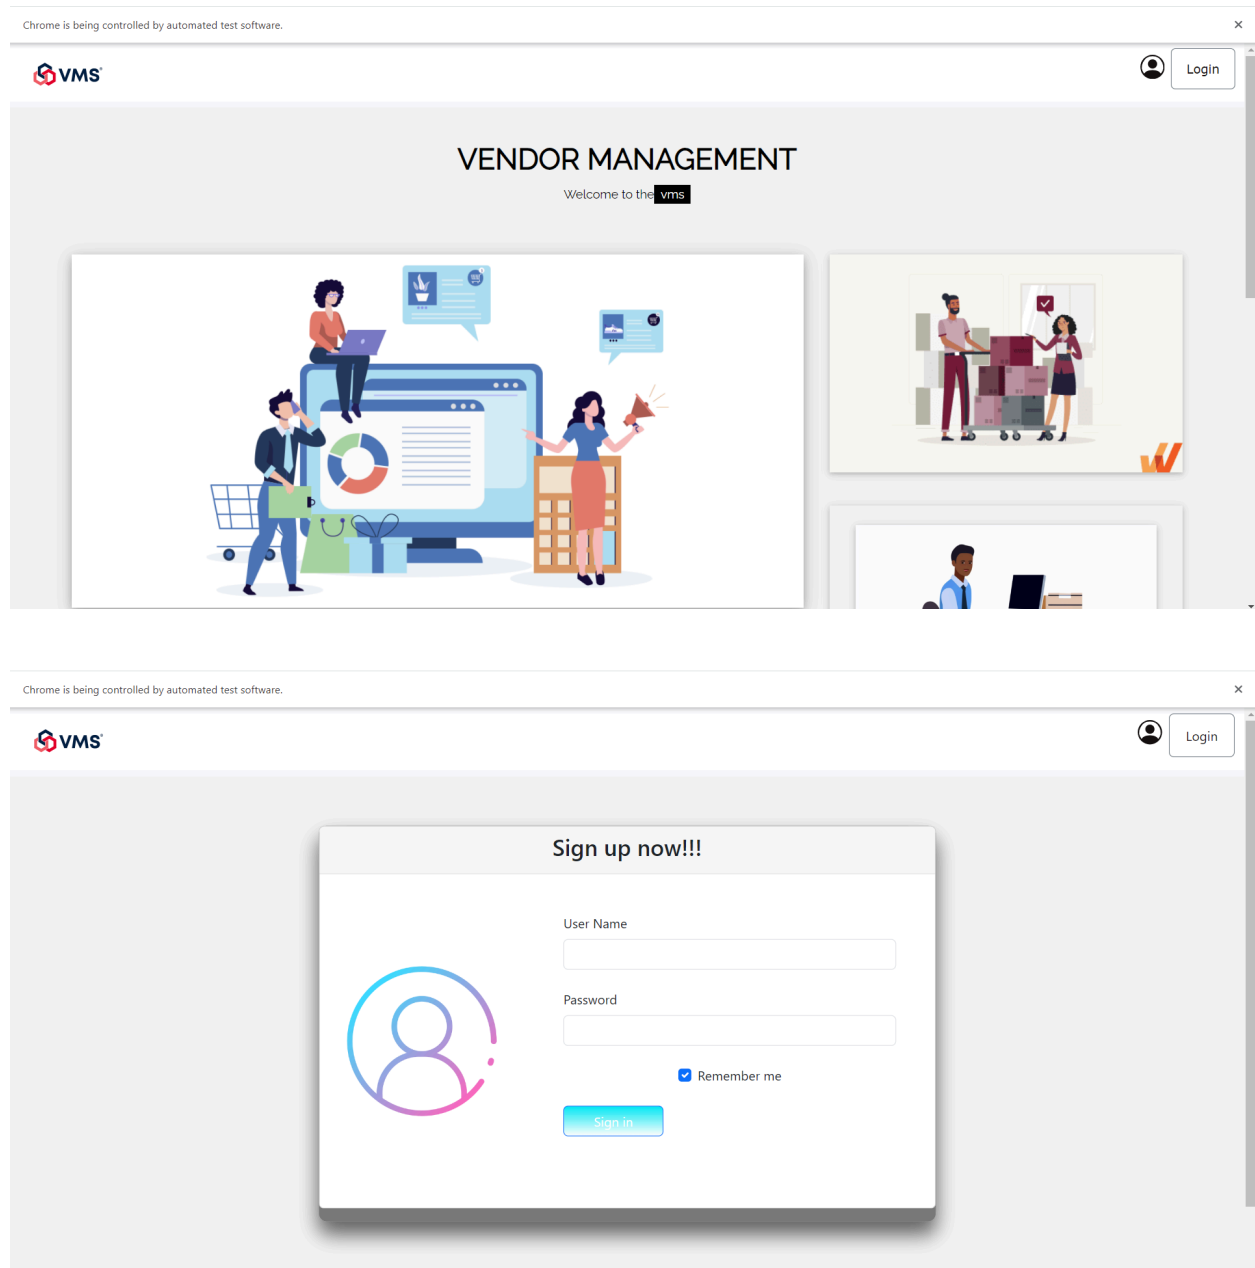 Chrome is being controlled by automated test software.
VMS
Login
VENDOR MANAGEMENT
Welcome to the vms
Chrome is being controlled by automated test software.
VMS
Login
Sign up now!!!
User Name
Password
Remember me
Sign in